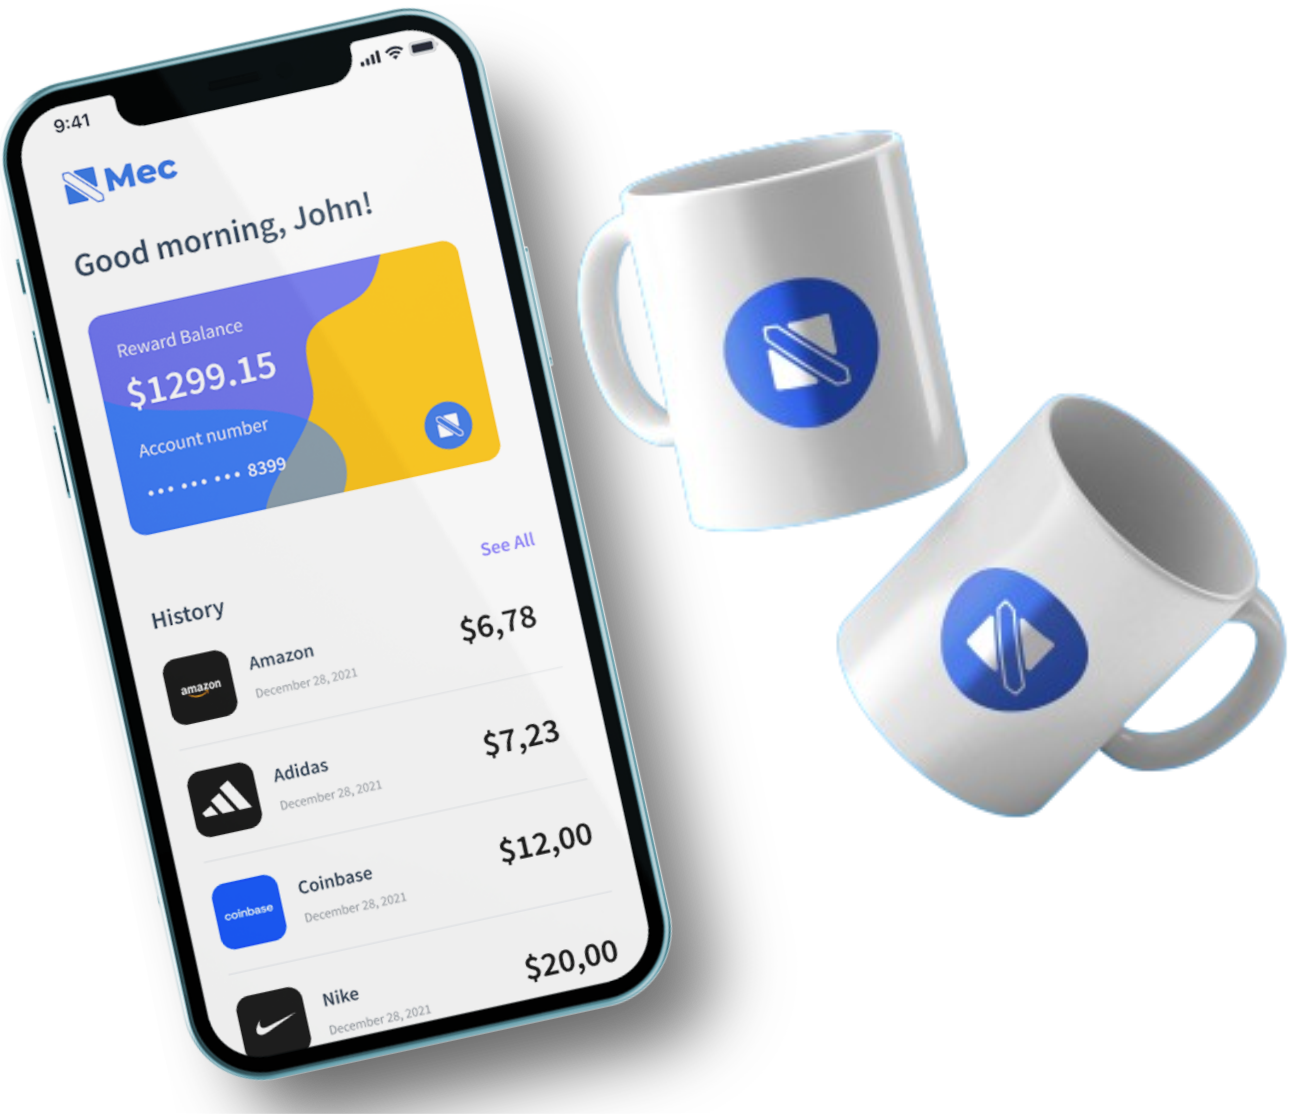 9:41
Mec
Good morning, John!
Reward Balance
$1299.15
Account number
••• ••• ••• 8399
See All
History
amazon
Amazon
December 28, 2021
$6,78
Adidas
December 28, 2021
$7,23
coinbase
Coinbase
December 28, 2021
$12,00
Nike
December 28, 2021
$20,00